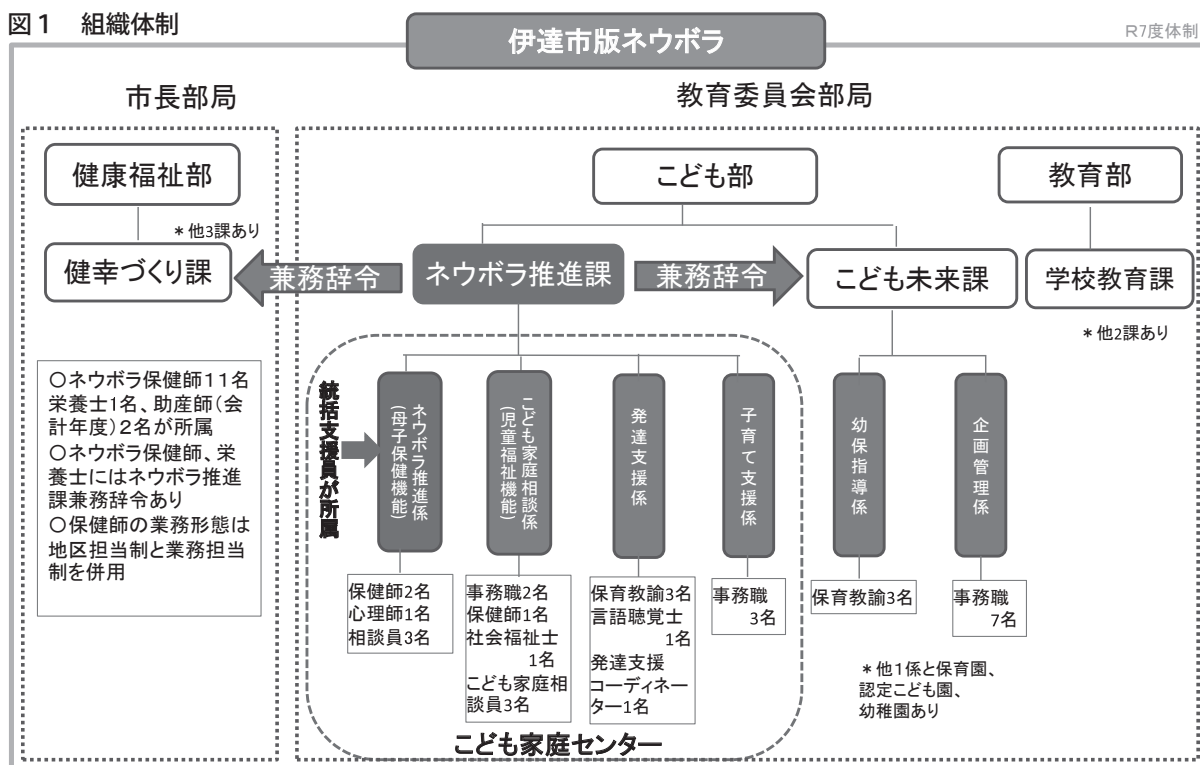 図1 組織体制
伊達市版ネウボラ
R7度体制
市長部局
教育委員会部局
健康福祉部
*他3課あり
健幸づくり課
兼務辞令
ネウボラ推進課
兼務辞令
こども部
こども未来課
教育部
学校教育課
*他2課あり
○ネウボラ保健師11名
栄養士1名、助産師(会
計年度)2名が所属
○ネウボラ保健師、栄
養士にはネウボラ推進
課兼務辞令あり
○保健師の業務形態は
地区担当制と業務担当
制を併用
統括支援員が所属
ネウボラ推進係
(母子保健機能)
こども家庭相談係
(児童福祉機能)
発達支援係
子育て支援係
幼保指導係
企画管理係
保健師2名
心理師1名
相談員3名
事務職2名
保健師1名
社会福祉士
1名
こども家庭相
談員3名
保育教諭3名
言語聴覚士
1名
発達支援
コーディネー
ター1名
事務職
3名
保育教諭3名
事務職
7名
*他1係と保育園、
認定こども園、
幼稚園あり
こども家庭センター